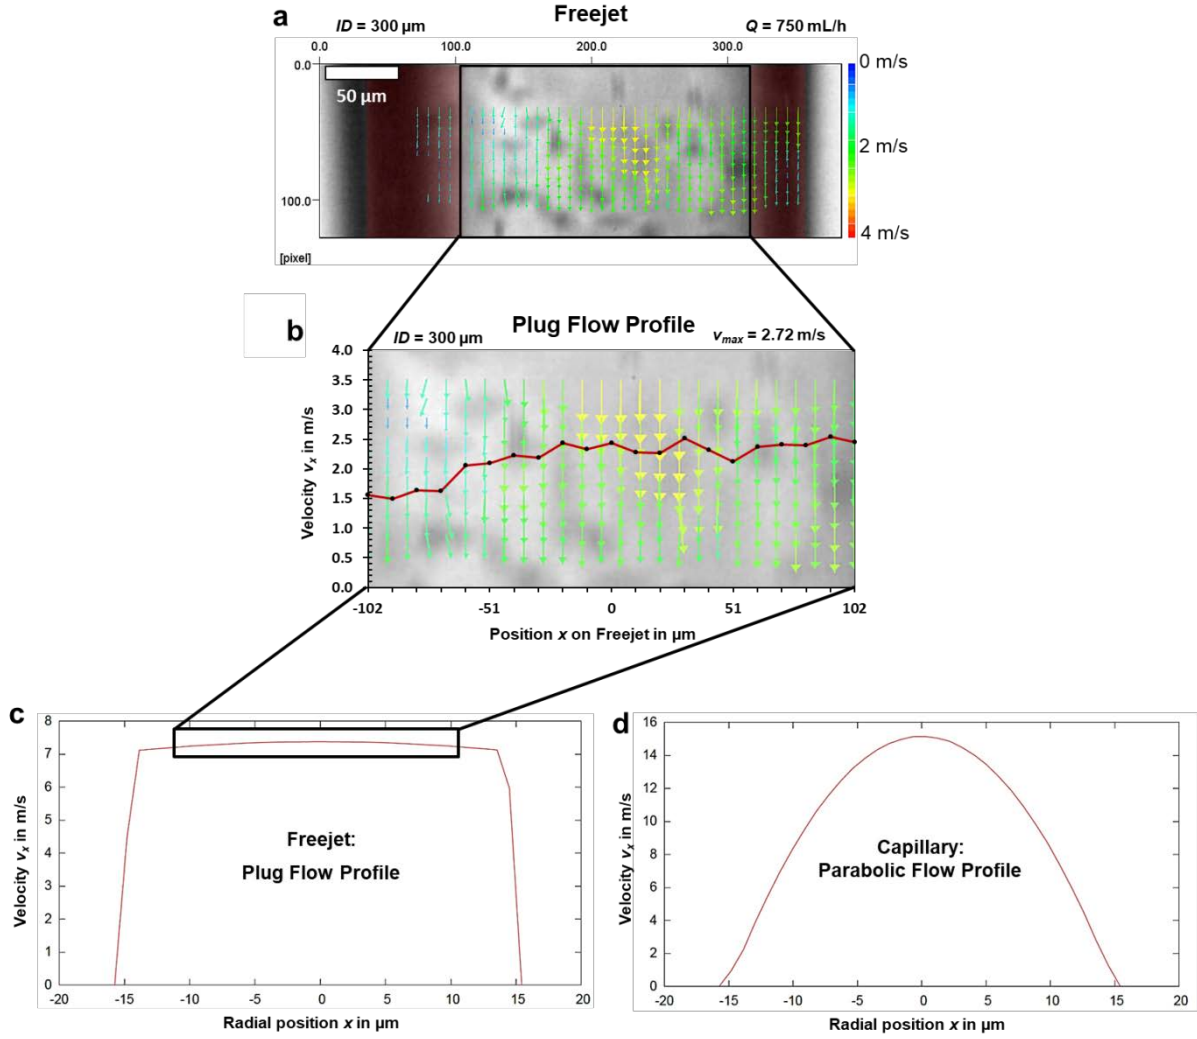 a
Freejet
ID = 300 µm
Q = 750 mL/h
0.0
100.0
200.0
300.0
0.0
50 µm
100.0
[pixel]
0 m/s
2 m/s
4 m/s
b
ID = 300 µm
Plug Flow Profile
vmax = 2.72 m/s
4.0
3.5
3.0
2.5
2.0
1.5
1.0
0.5
0.0
Velocity vx in m/s
-102
-51
0
51
102
Position x on Freejet in µm
c
8
7
6
5
4
3
2
1
0
Velocity vx in m/s
Freejet:
Plug Flow Profile
-20
-15
-10
-5
0
5
10
15
20
Radial position x in µm
d
16
14
12
10
8
6
4
2
0
Velocity vx in m/s
Capillary:
Parabolic Flow Profile
-20
-15
-10
-5
0
5
10
15
20
Radial position x in µm